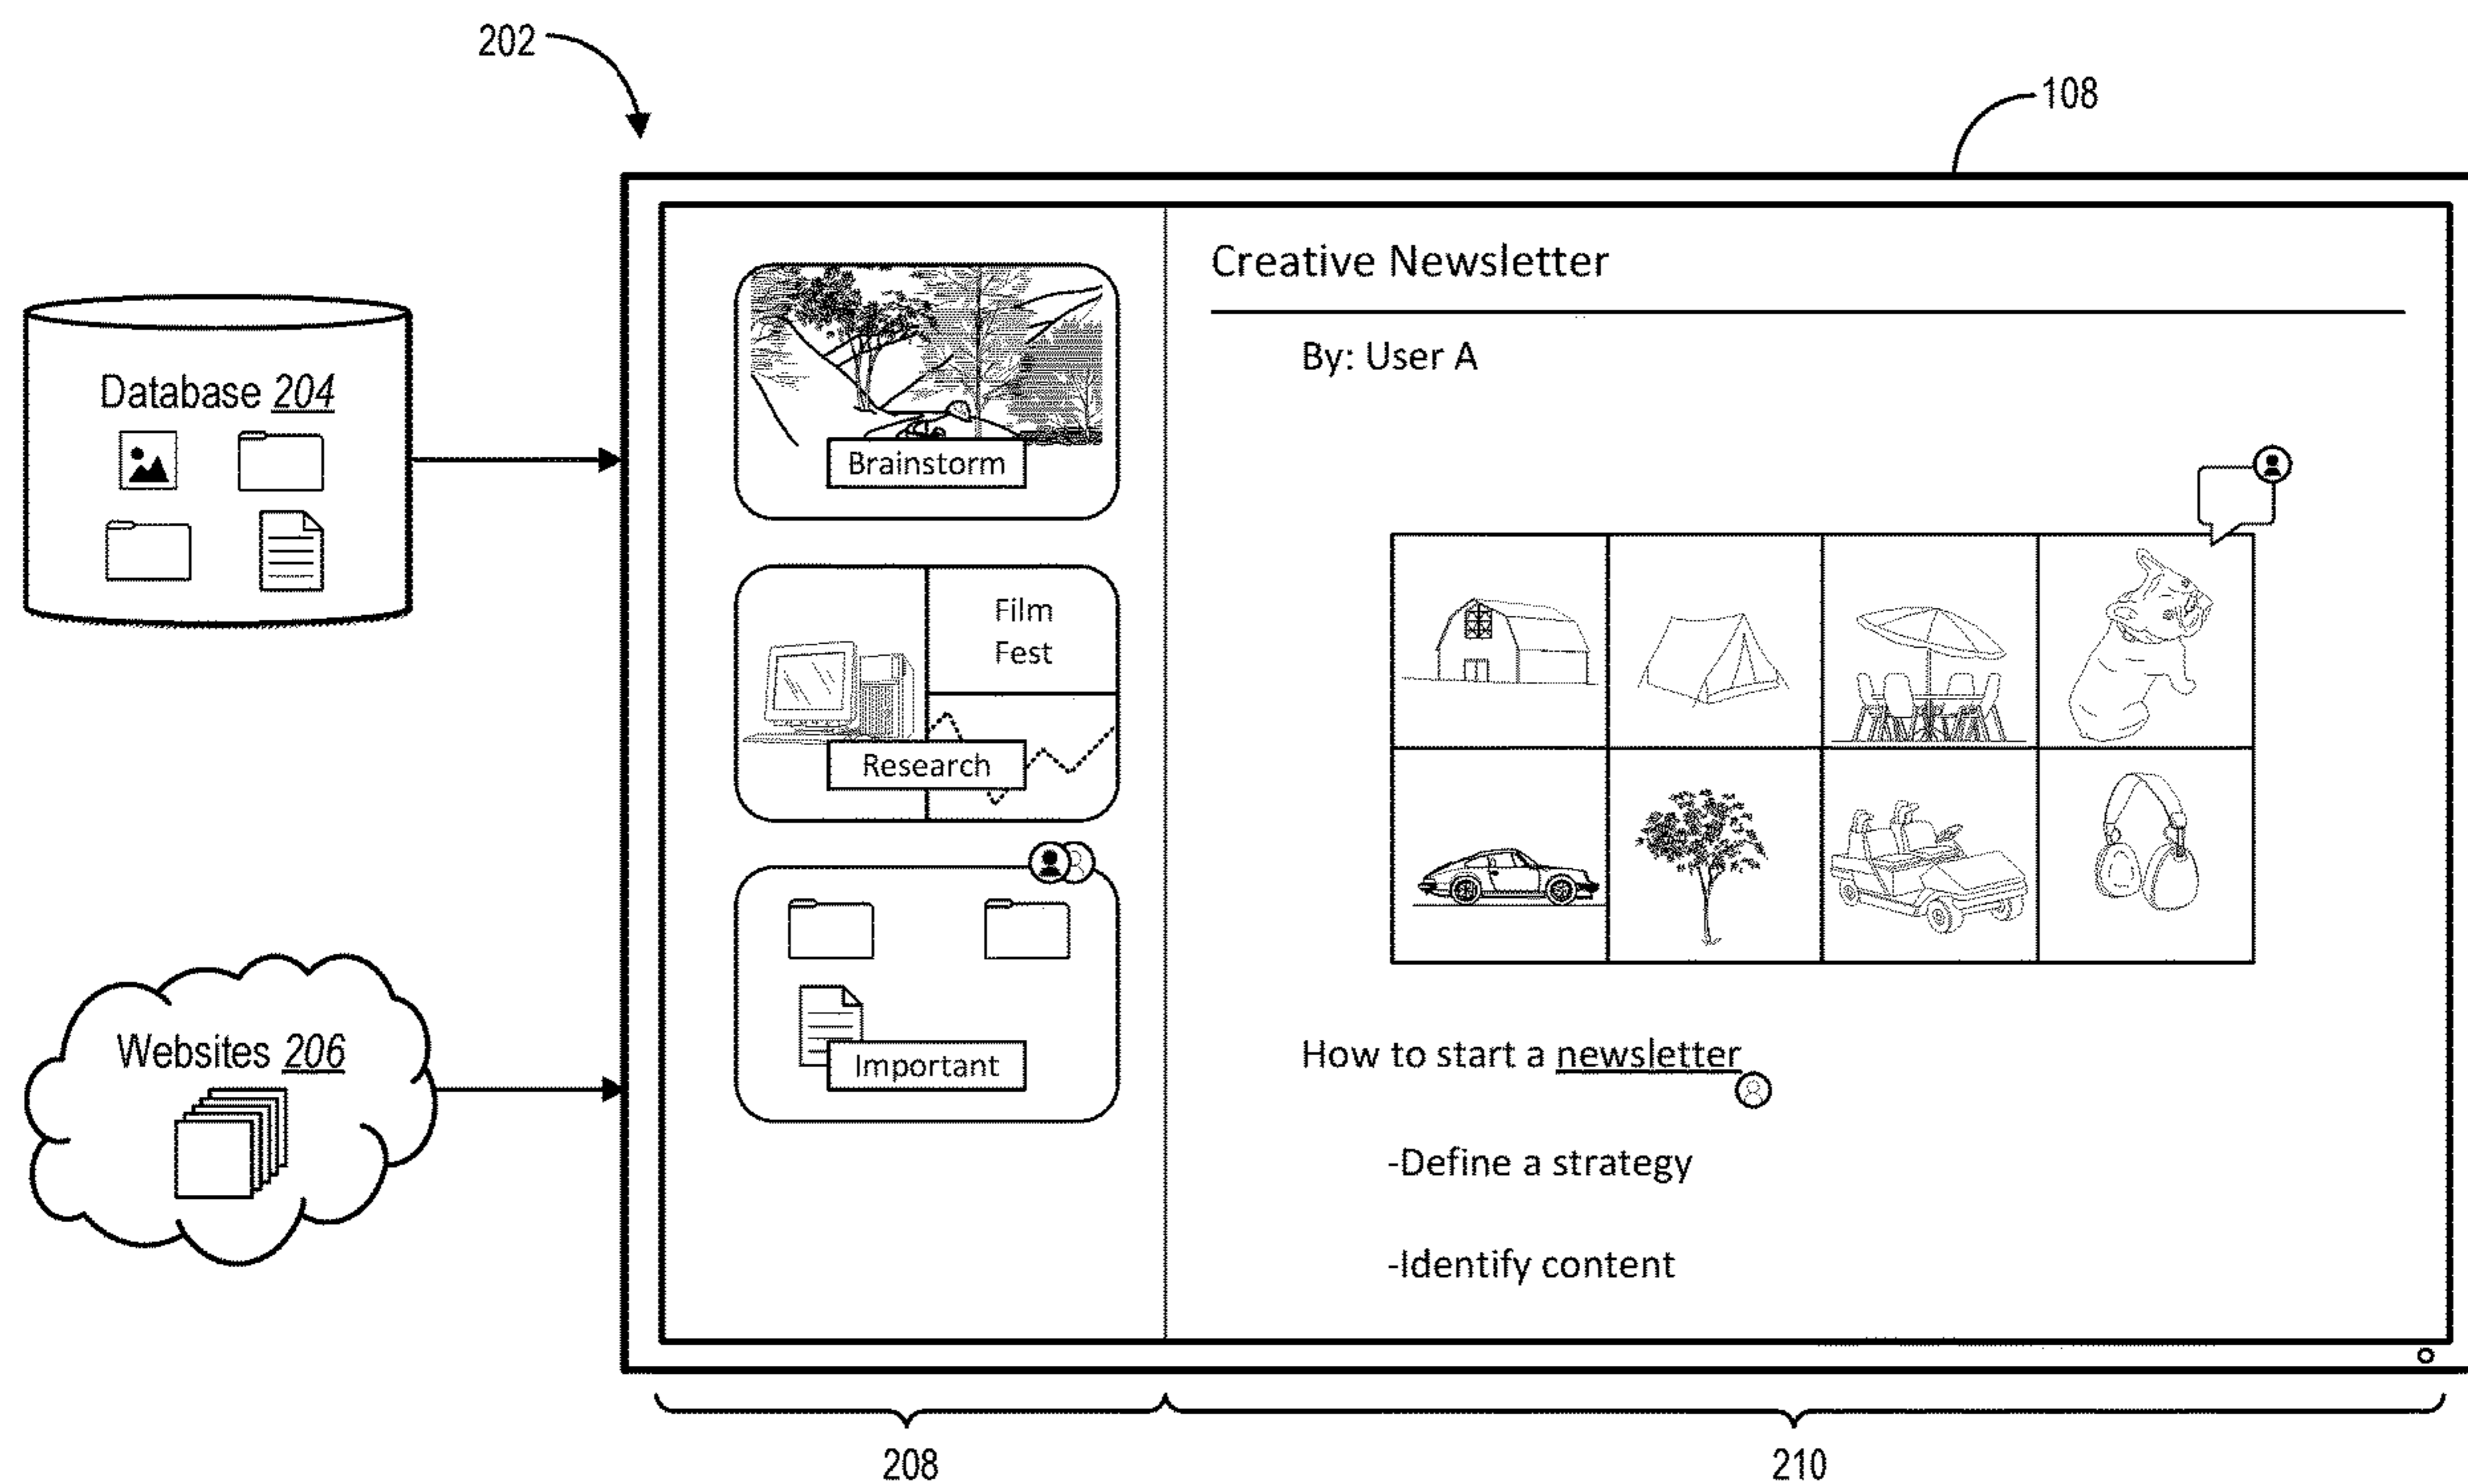 202
108
Database 204
Websites 206
Brainstorm
Film
Fest
Research
Important
Creative Newsletter
By: User A
How to start a newsletter
-Define a strategy
-Identify content
208
210